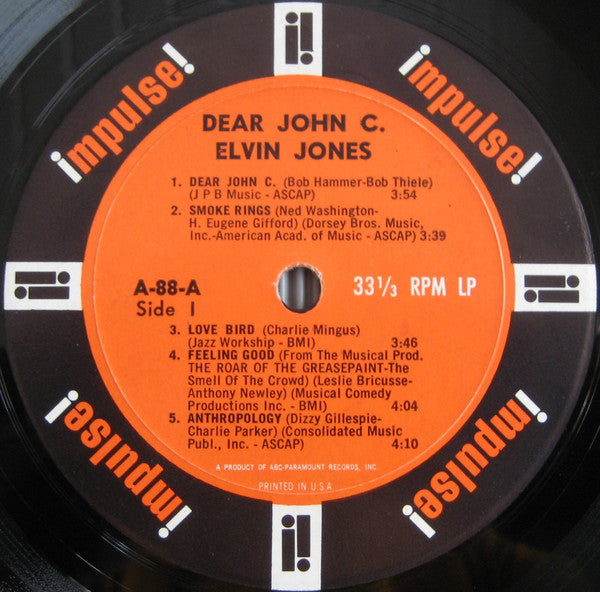 impulse!
impulse!
DEAR JOHN C.
ELVIN JONES
1. DEAR JOHN C. (Bob Hammer-Bob Thiele)
(J P B Music - ASCAP) 3:54
2. SMOKE RINGS (Ned Washington-
H. Eugene Gifford) (Dorsey Bros. Music,
Inc.-American Acad. of Music - ASCAP) 3:39
A-88-A
Side 1
33 1/3 RPM LP
3. LOVE BIRD (Charlie Mingus)
(Jazz Workship - BMI) 3:46
4. FEELING GOOD (From The Musical Prod.
THE ROAR OF THE GREASEPAINT-The
Smell Of The Crowd) (Leslie Bricusse-
Anthony Newley) (Musical Comedy
Productions Inc. - BMI) 4:04
5. ANTHROPOLOGY (Dizzy Gillespie-
Charlie Parker) (Consolidated Music
Publ., Inc. - ASCAP) 4:10
A PRODUCT OF ABC-PARAMOUNT RECORDS, INC.
PRINTED IN U.S.A.
impulse!
impulse!